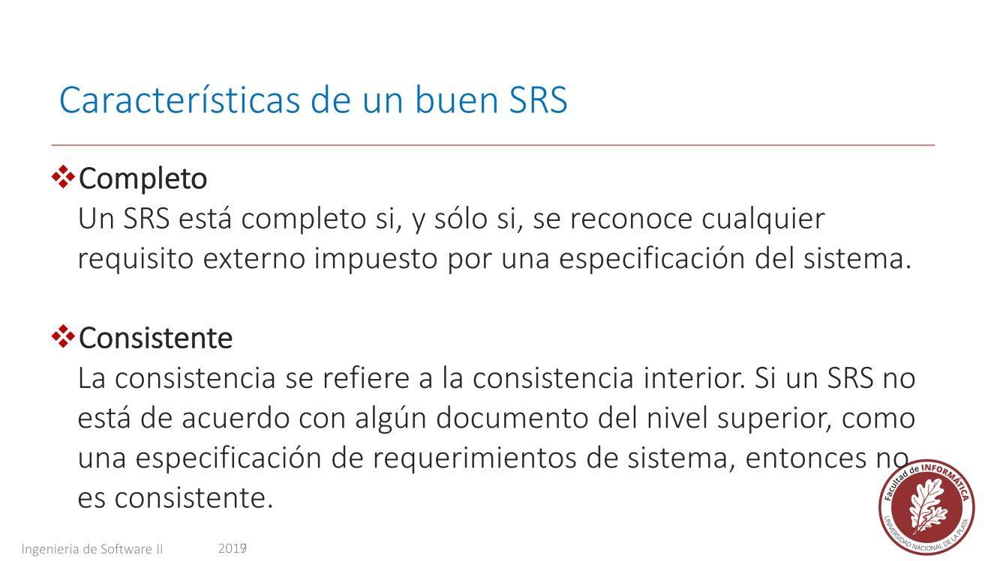 Características de un buen SRS
Completo
Un SRS está completo si, y sólo si, se reconoce cualquier
requisito externo impuesto por una especificación del sistema.
Consistente
La consistencia se refiere a la consistencia interior. Si un SRS no
está de acuerdo con algún documento del nivel superior, como
una especificación de requerimientos de sistema, entonces no
es consistente.
Facultad de INFORMÁTICA
UNIVERSIDAD NACIONAL DE LA PLATA
Ingenieria de Software II